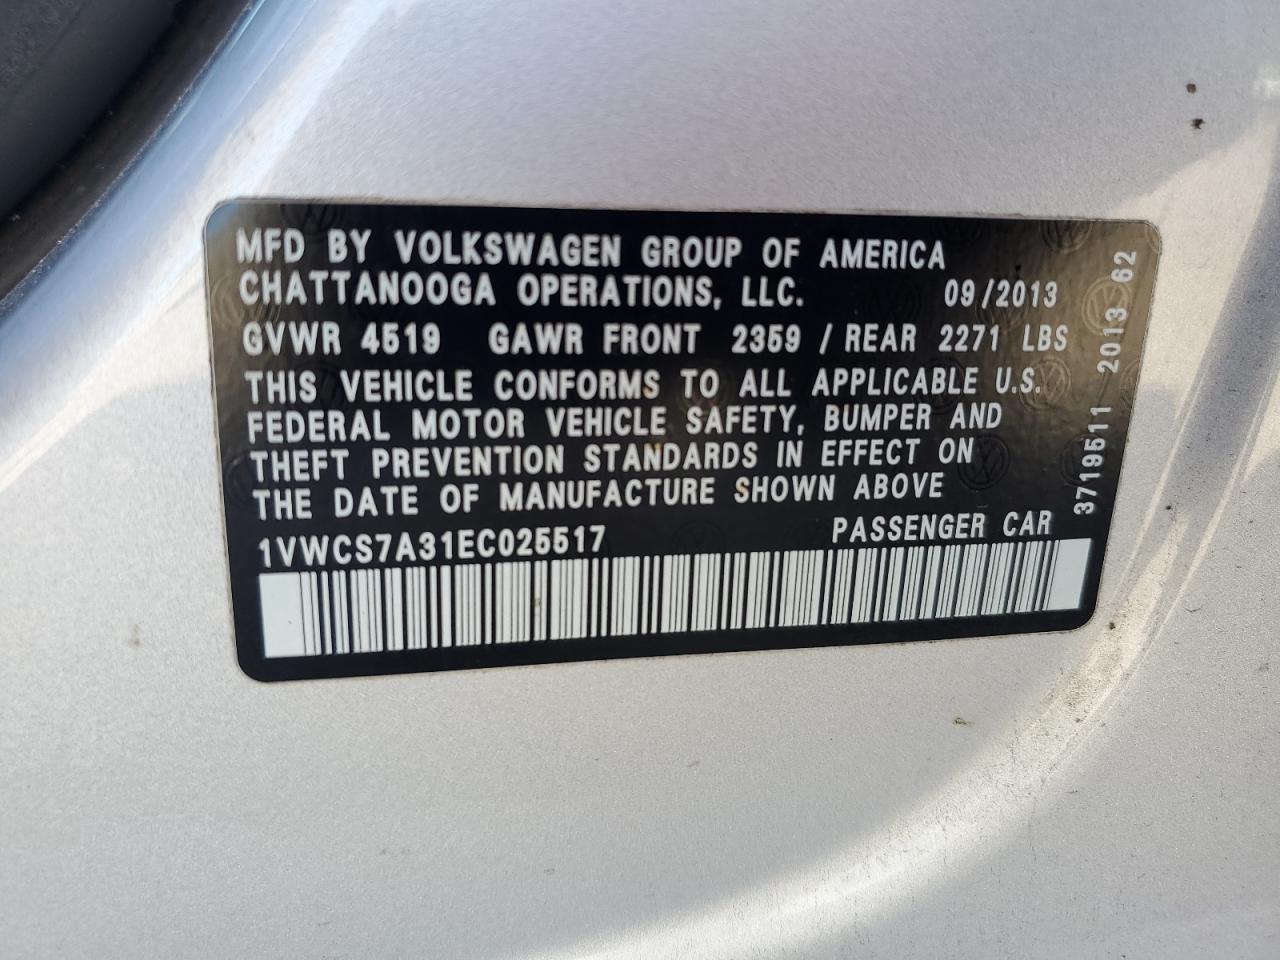 MFD BY VOLKSWAGEN GROUP OF AMERICA
CHATTANOOGA OPERATIONS, LLC. 09/2013
GVWR 4519 GAWR FRONT 2359 / REAR 2271 LBS
THIS VEHICLE CONFORMS TO ALL APPLICABLE U.S.
FEDERAL MOTOR VEHICLE SAFETY, BUMPER AND
THEFT PREVENTION STANDARDS IN EFFECT ON
THE DATE OF MANUFACTURE SHOWN ABOVE
1VWCS7A31EC025517 PASSENGER CAR
3719511 2013 62